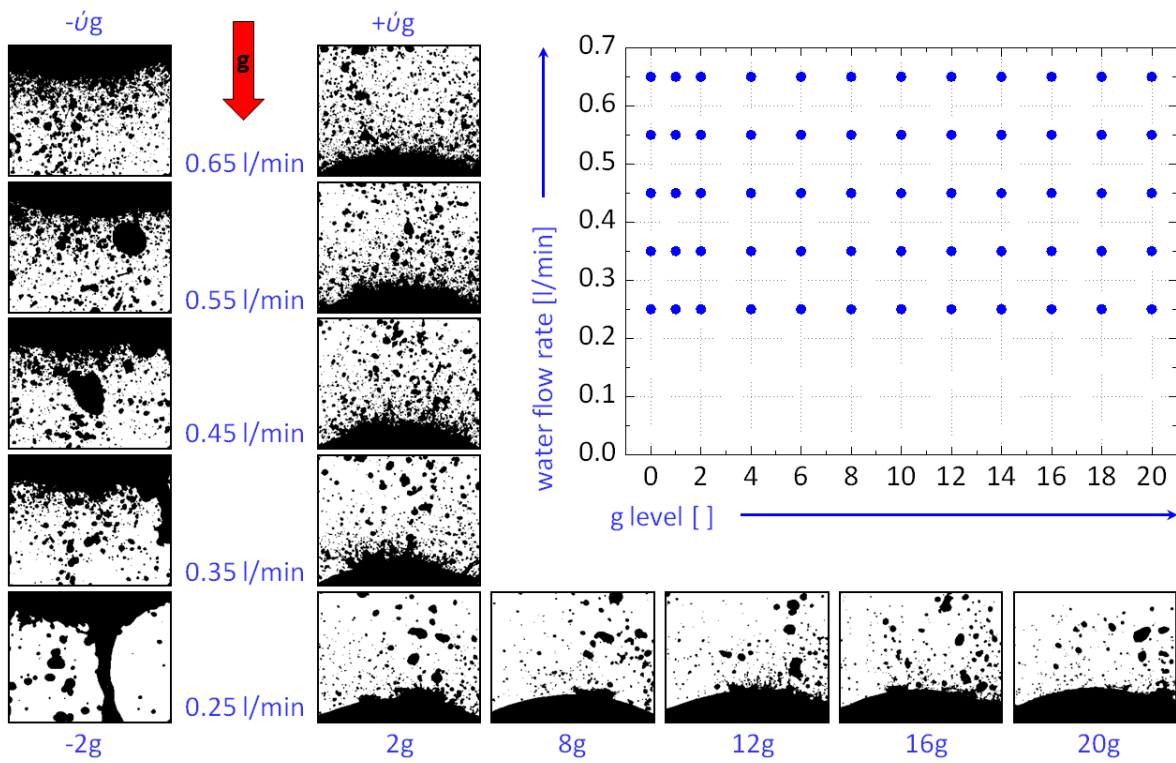 -ύg
+ύg
g
0.65 l/min
0.55 l/min
0.45 l/min
0.35 l/min
0.25 l/min
-2g
2g
8g
12g
16g
20g
water flow rate [l/min]
0.7
0.6
0.5
0.4
0.3
0.2
0.1
0.0
0 2 4 6 8 10 12 14 16 18 20
g level [ ]